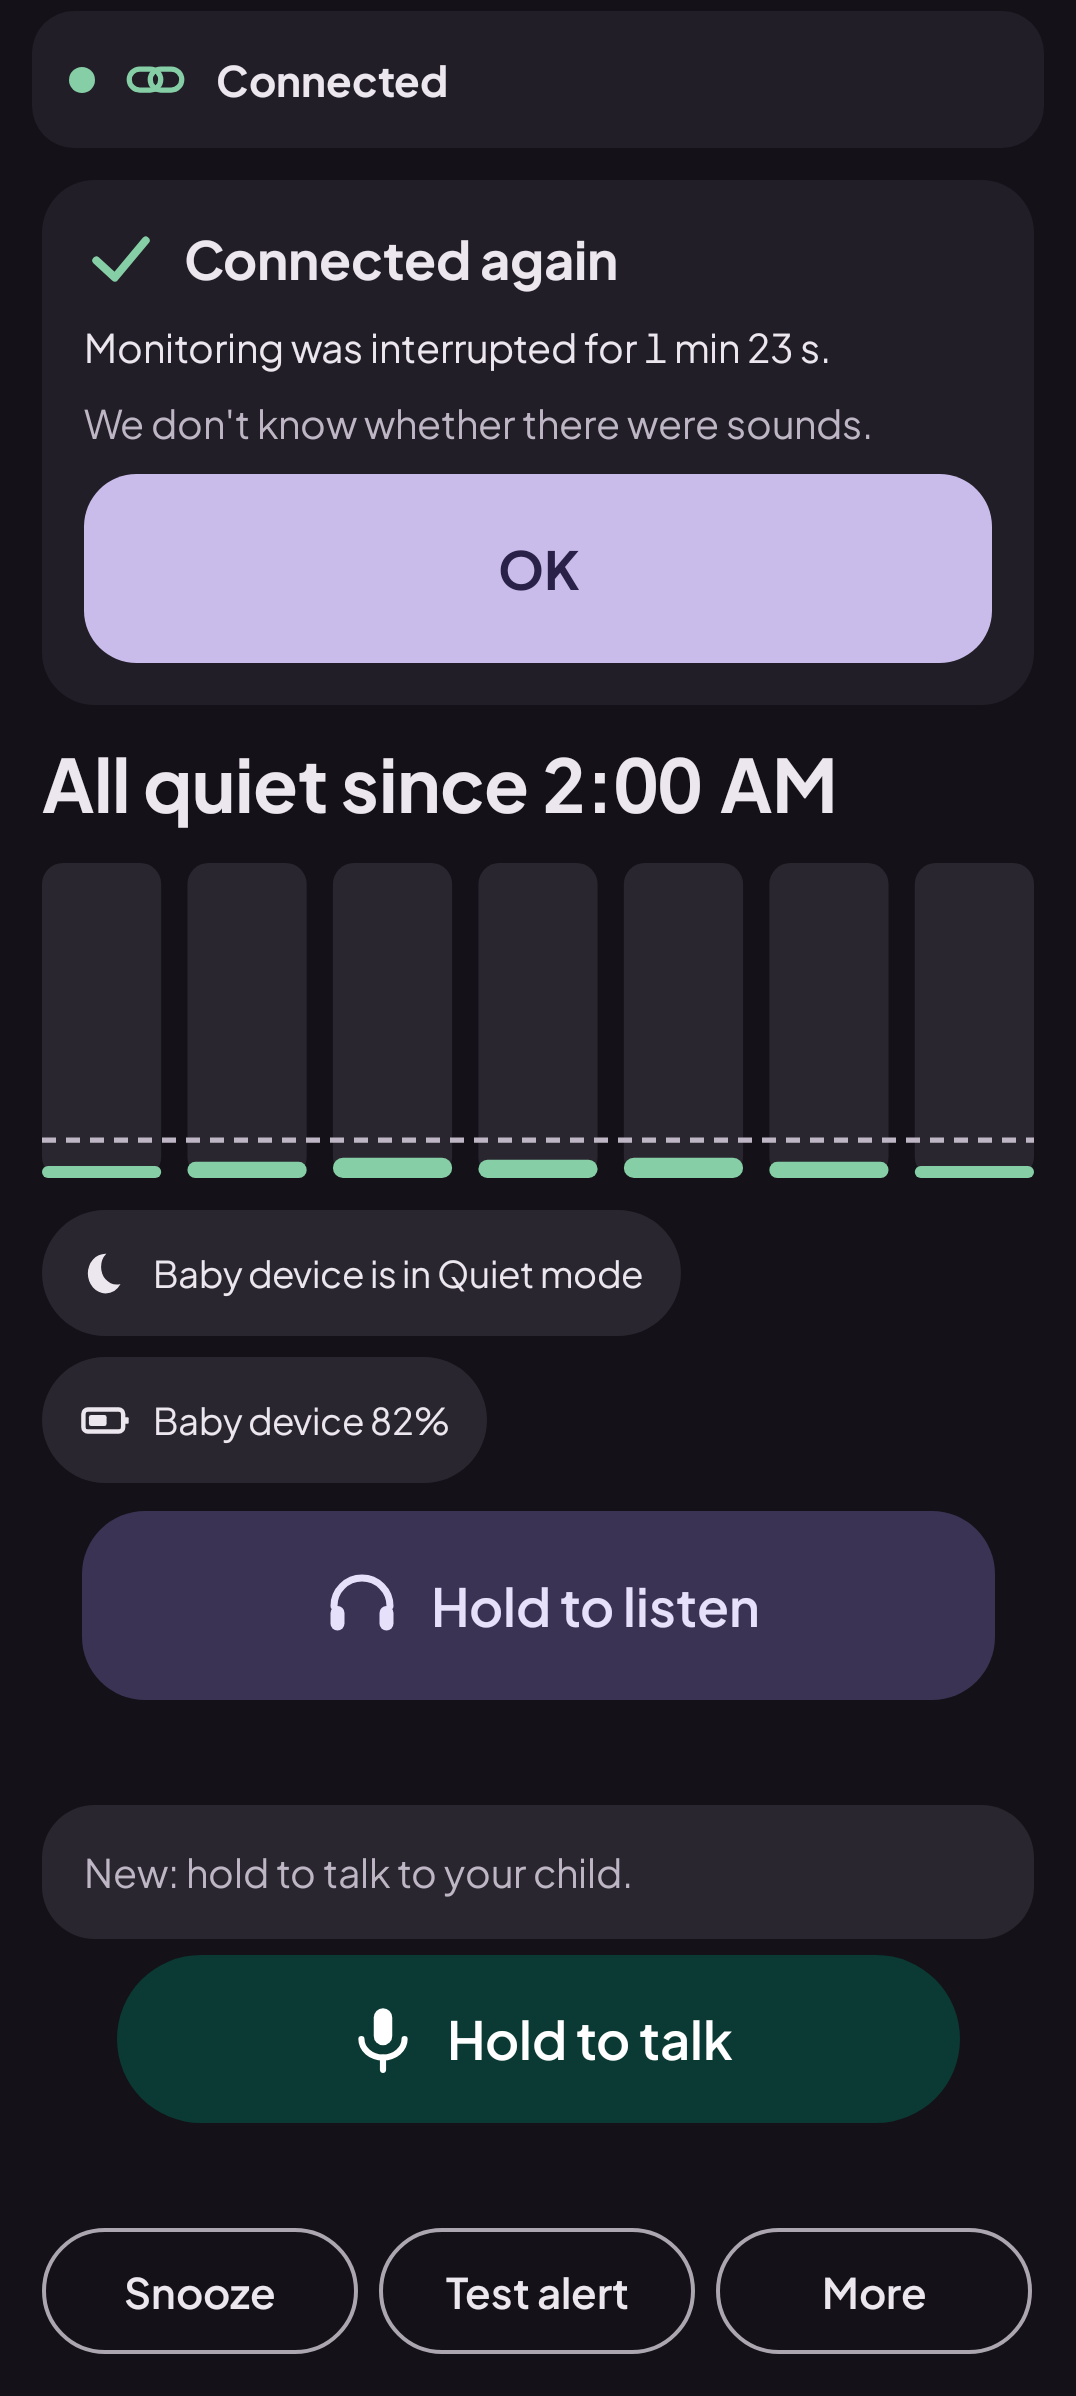 Connected
Connected again
Monitoring was interrupted for 1 min 23 s.
We don't know whether there were sounds.
OK
All quiet since 2:00 AM
Baby device is in Quiet mode
Baby device 82%
Hold to listen
New: hold to talk to your child.
Hold to talk
Snooze
Test alert
More